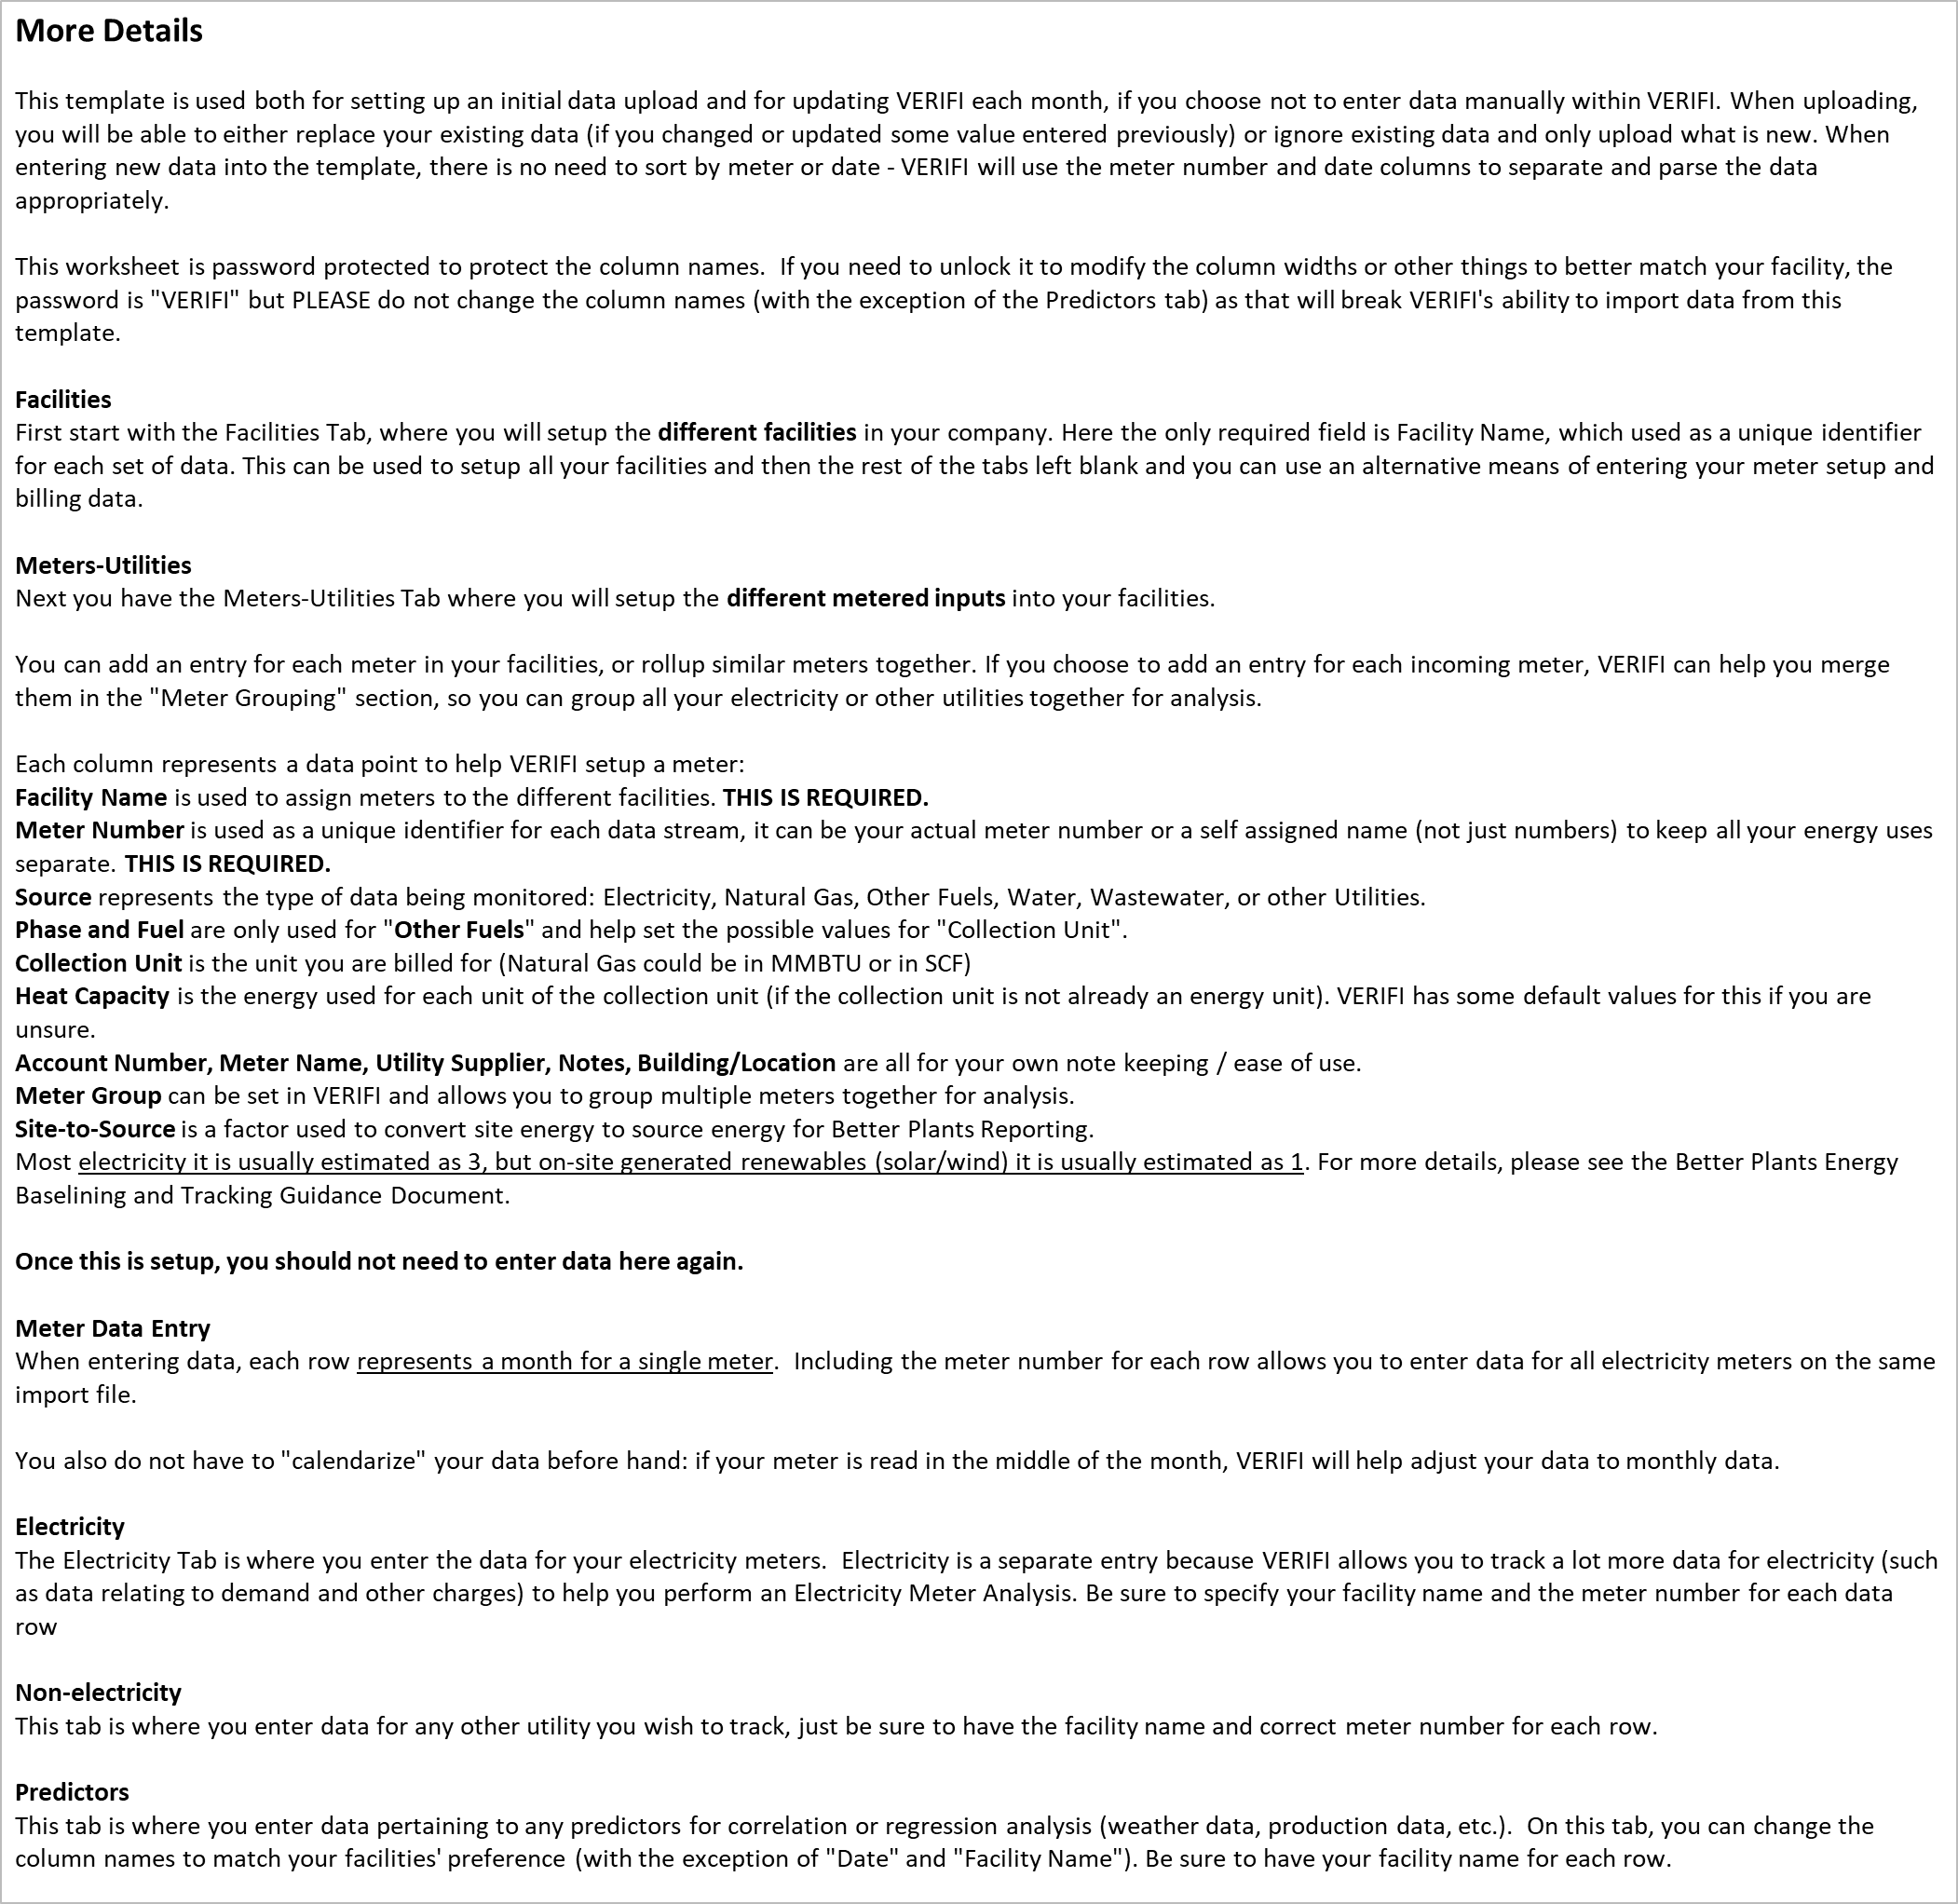 More Details
This template is used both for setting up an initial data upload and for updating VERIFI each month, if you choose not to enter data manually within VERIFI. When uploading,
you will be able to either replace your existing data (if you changed or updated some value entered previously) or ignore existing data and only upload what is new. When
entering new data into the template, there is no need to sort by meter or date - VERIFI will use the meter number and date columns to separate and parse the data
appropriately.
This worksheet is password protected to protect the column names.  If you need to unlock it to modify the column widths or other things to better match your facility, the
password is "VERIFI" but PLEASE do not change the column names (with the exception of the Predictors tab) as that will break VERIFI's ability to import data from this
template.
Facilities
First start with the Facilities Tab, where you will setup the different facilities in your company. Here the only required field is Facility Name, which used as a unique identifier
for each set of data. This can be used to setup all your facilities and then the rest of the tabs left blank and you can use an alternative means of entering your meter setup and
billing data.
Meters-Utilities
Next you have the Meters-Utilities Tab where you will setup the different metered inputs into your facilities.
You can add an entry for each meter in your facilities, or rollup similar meters together. If you choose to add an entry for each incoming meter, VERIFI can help you merge
them in the "Meter Grouping" section, so you can group all your electricity or other utilities together for analysis.
Each column represents a data point to help VERIFI setup a meter:
Facility Name is used to assign meters to the different facilities. THIS IS REQUIRED.
Meter Number is used as a unique identifier for each data stream, it can be your actual meter number or a self assigned name (not just numbers) to keep all your energy uses
separate. THIS IS REQUIRED.
Source represents the type of data being monitored: Electricity, Natural Gas, Other Fuels, Water, Wastewater, or other Utilities.
Phase and Fuel are only used for "Other Fuels" and help set the possible values for "Collection Unit".
Collection Unit is the unit you are billed for (Natural Gas could be in MMBTU or in SCF)
Heat Capacity is the energy used for each unit of the collection unit (if the collection unit is not already an energy unit). VERIFI has some default values for this if you are
unsure.
Account Number, Meter Name, Utility Supplier, Notes, Building/Location are all for your own note keeping / ease of use.
Meter Group can be set in VERIFI and allows you to group multiple meters together for analysis.
Site-to-Source is a factor used to convert site energy to source energy for Better Plants Reporting.
Most electricity it is usually estimated as 3, but on-site generated renewables (solar/wind) it is usually estimated as 1. For more details, please see the Better Plants Energy
Baselining and Tracking Guidance Document.
Once this is setup, you should not need to enter data here again.
Meter Data Entry
When entering data, each row represents a month for a single meter.  Including the meter number for each row allows you to enter data for all electricity meters on the same
import file.
You also do not have to "calendarize" your data before hand: if your meter is read in the middle of the month, VERIFI will help adjust your data to monthly data.
Electricity
The Electricity Tab is where you enter the data for your electricity meters.  Electricity is a separate entry because VERIFI allows you to track a lot more data for electricity (such
as data relating to demand and other charges) to help you perform an Electricity Meter Analysis. Be sure to specify your facility name and the meter number for each data
row
Non-electricity
This tab is where you enter data for any other utility you wish to track, just be sure to have the facility name and correct meter number for each row.
Predictors
This tab is where you enter data pertaining to any predictors for correlation or regression analysis (weather data, production data, etc.).  On this tab, you can change the
column names to match your facilities' preference (with the exception of "Date" and "Facility Name"). Be sure to have your facility name for each row.